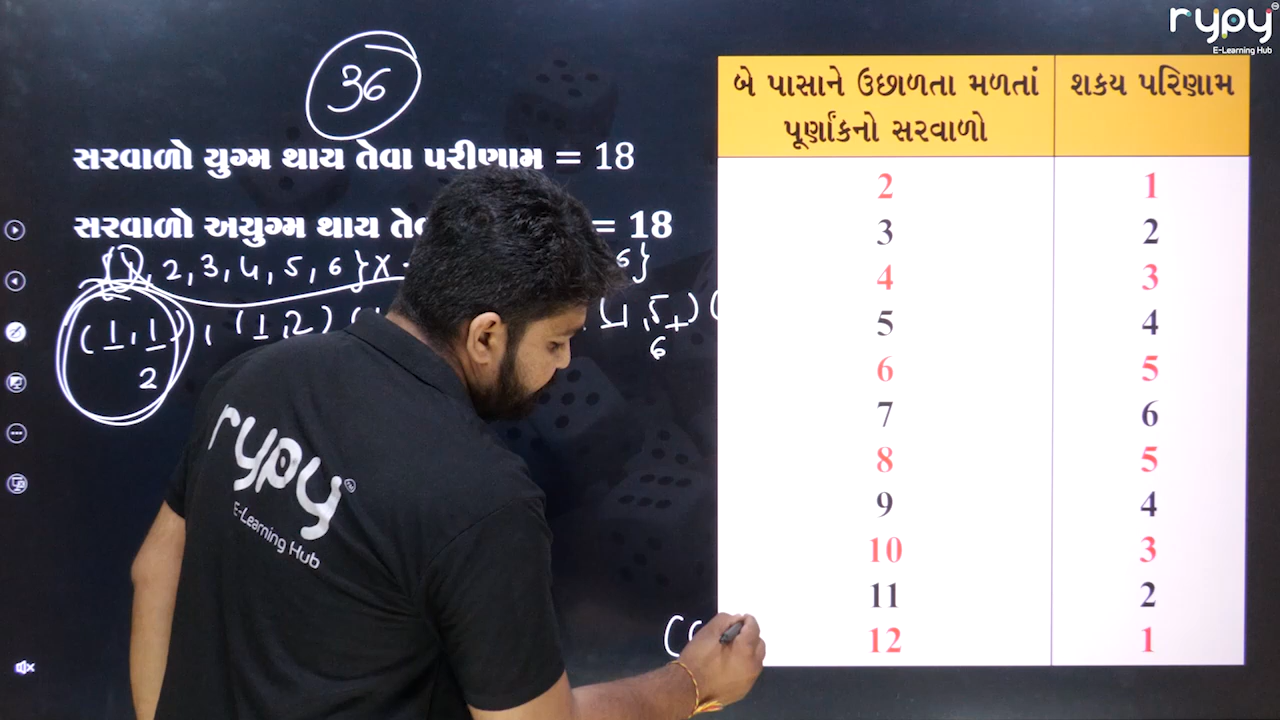 rypy
E-Learning Hub
36
સરવાળો યુગ્મ થાય તેવા પરીણામ = 18
સરવાળો અયુગ્મ થાય = 18
{1, 2, 3, 4, 5, 6} x 6}
(1, 1), (1, 2)
2
6
rypy
E-Learning Hub
બે પાસાને ઉછાળતા મળતાં પૂર્ણાંકનો સરવાળો
શકય પરિણામ
2 1
3 2
4 3
5 4
6 5
7 6
8 5
9 4
10 3
11 2
12 1